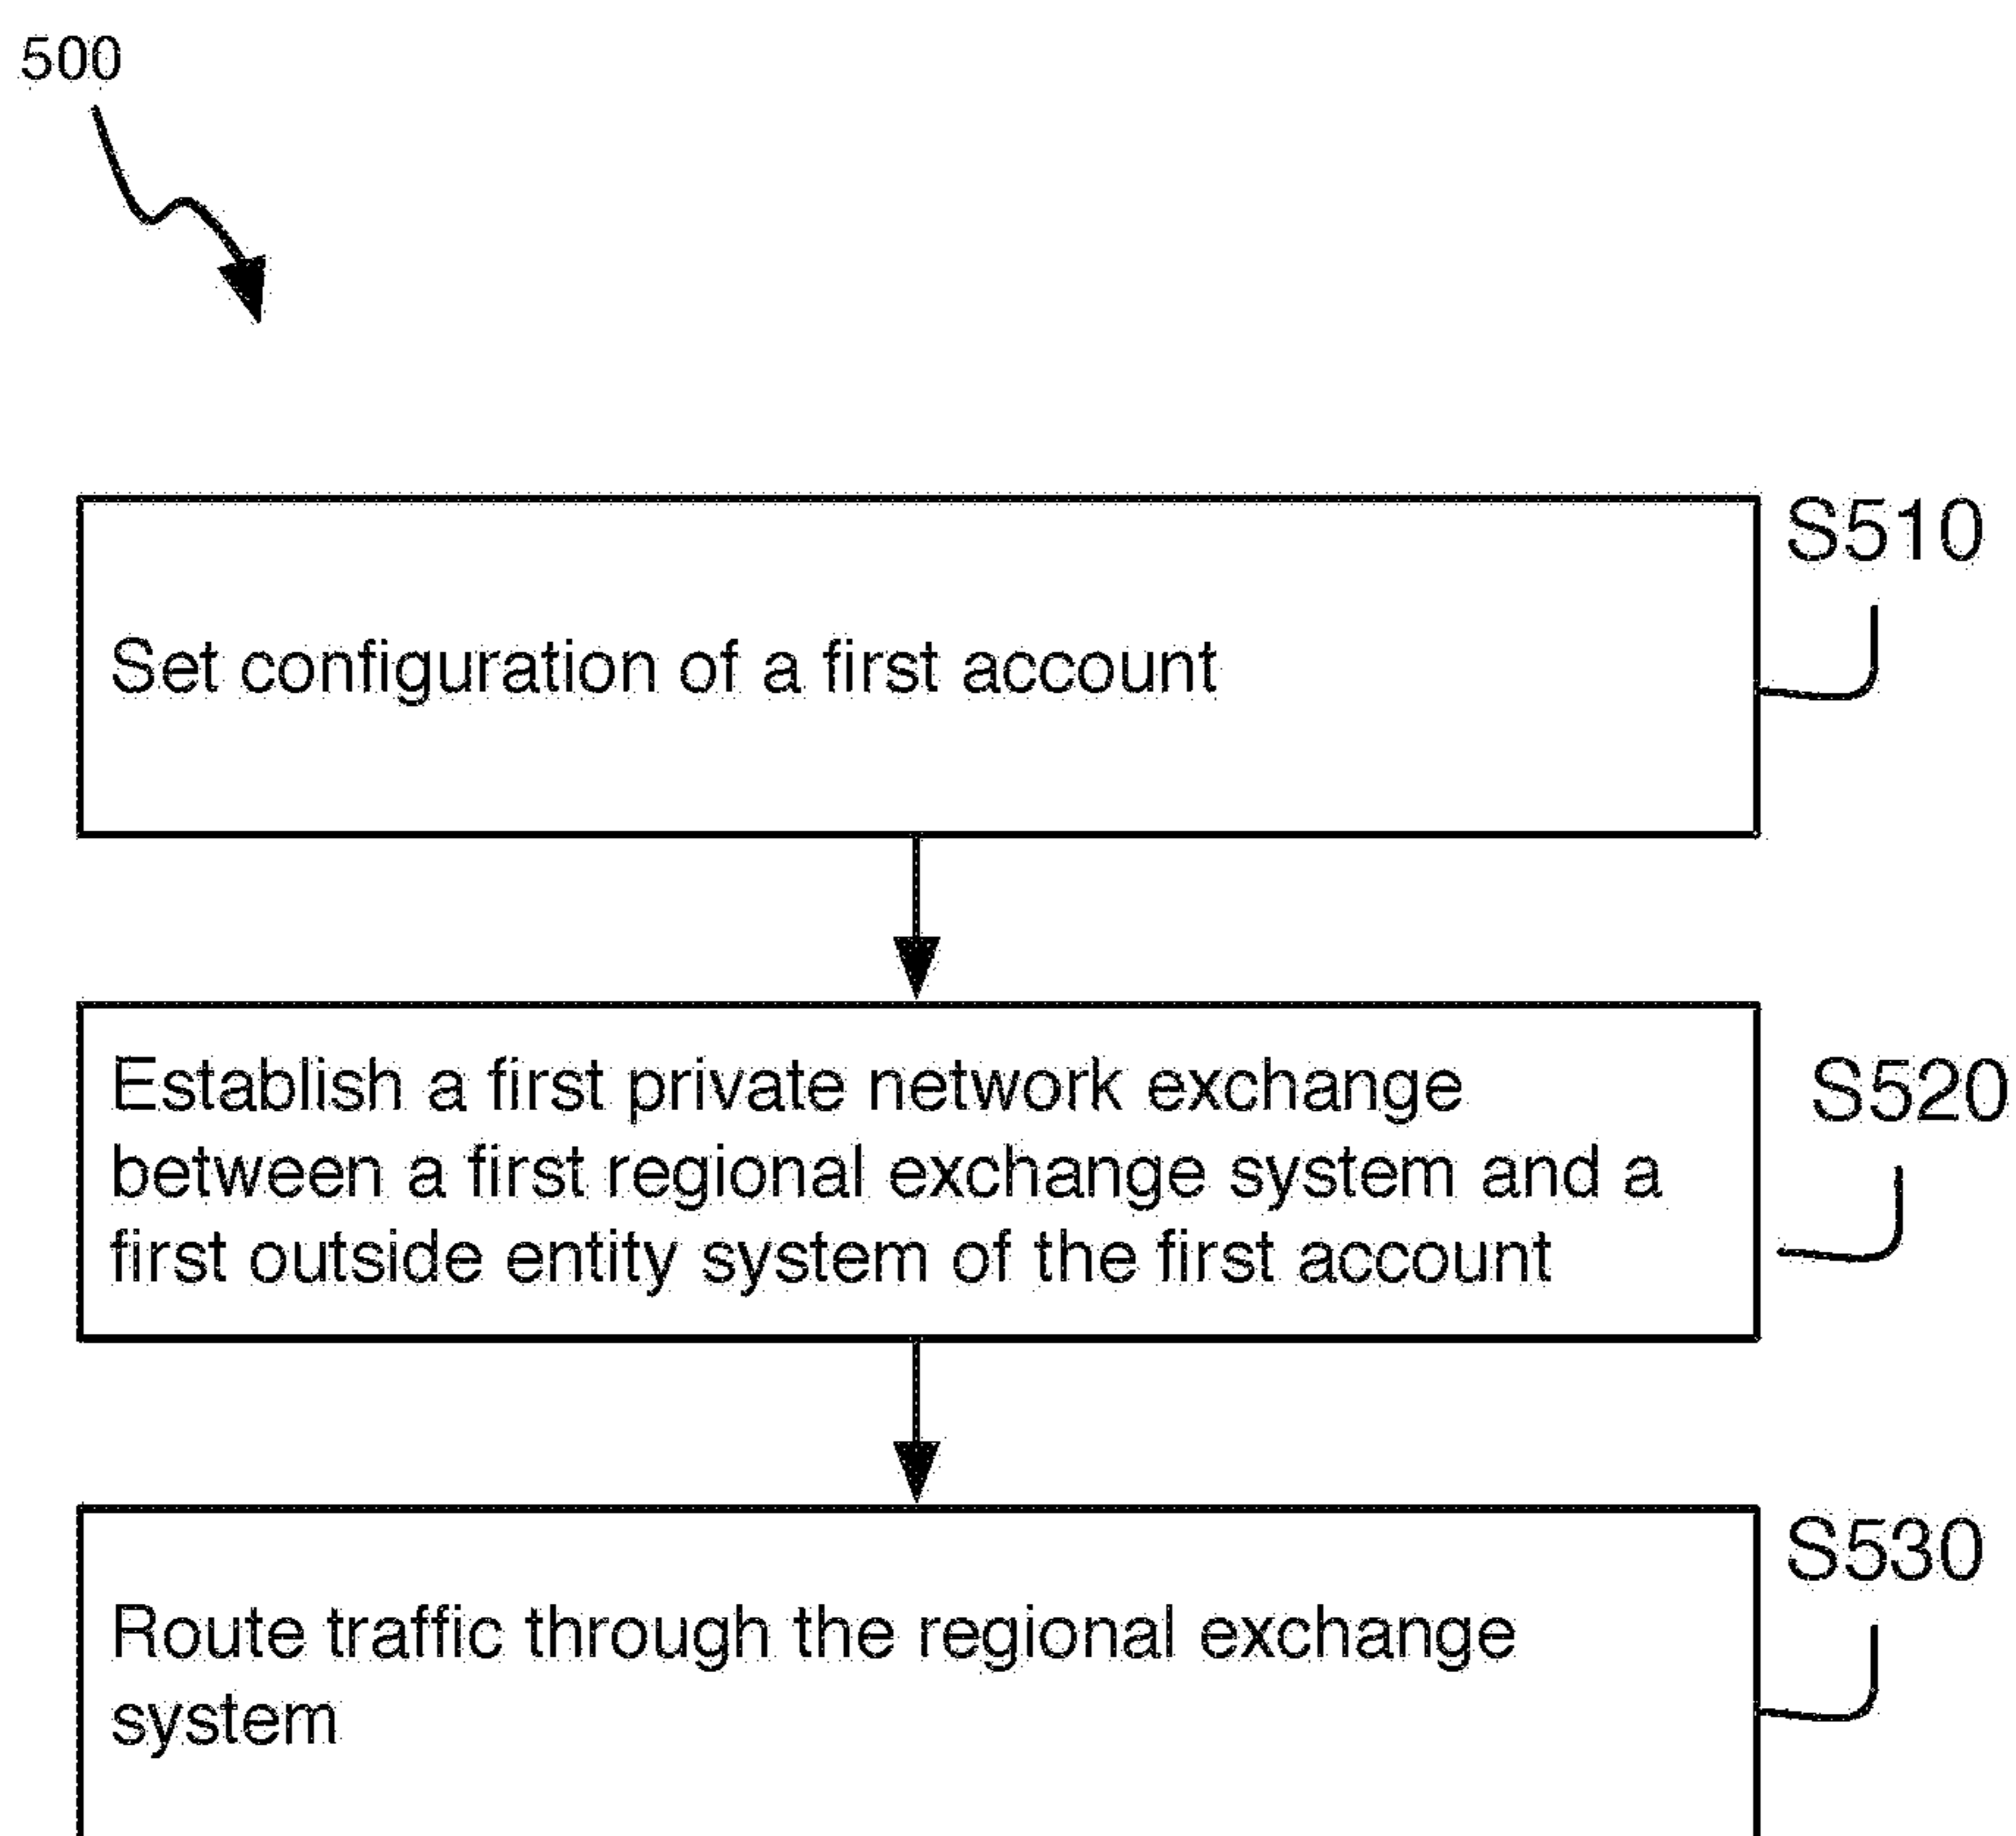 500
S510
Set configuration of a first account
S520
Establish a first private network exchange
between a first regional exchange system and a
first outside entity system of the first account
S530
Route traffic through the regional exchange
system